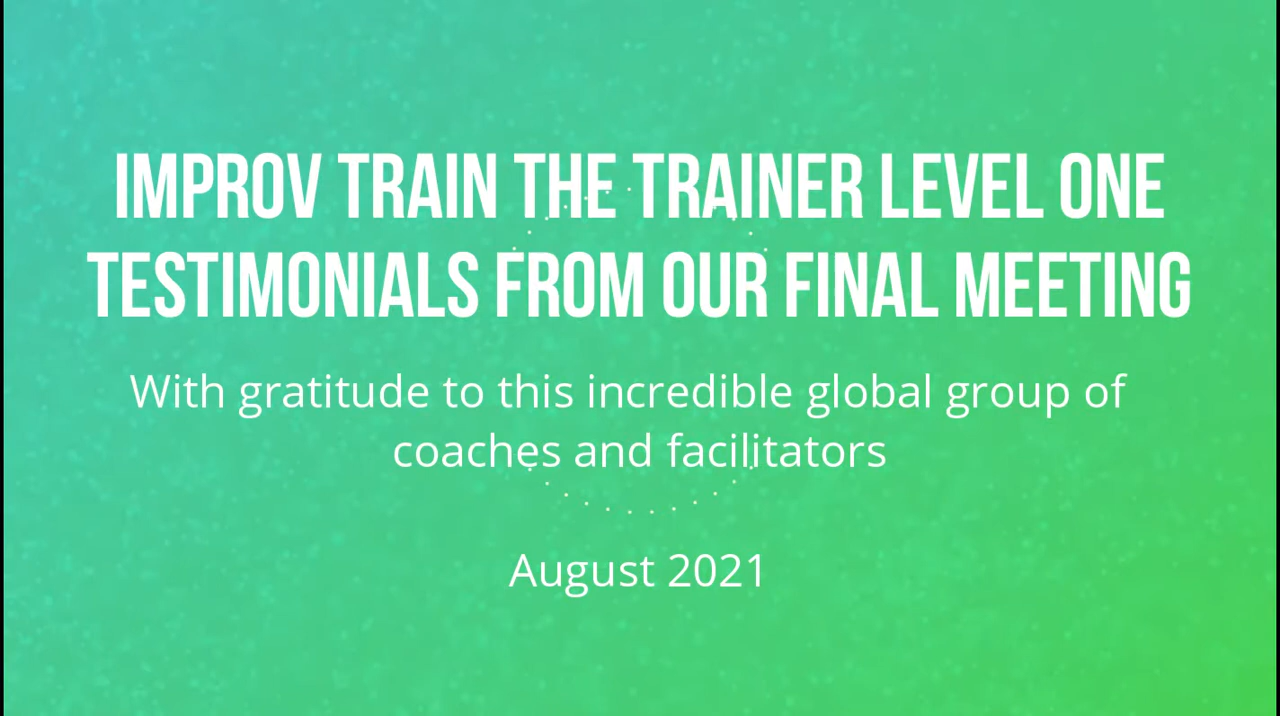 IMPROV TRAIN THE TRAINER LEVEL ONE
TESTIMONIALS FROM OUR FINAL MEETING
With gratitude to this incredible global group of
coaches and facilitators
August 2021